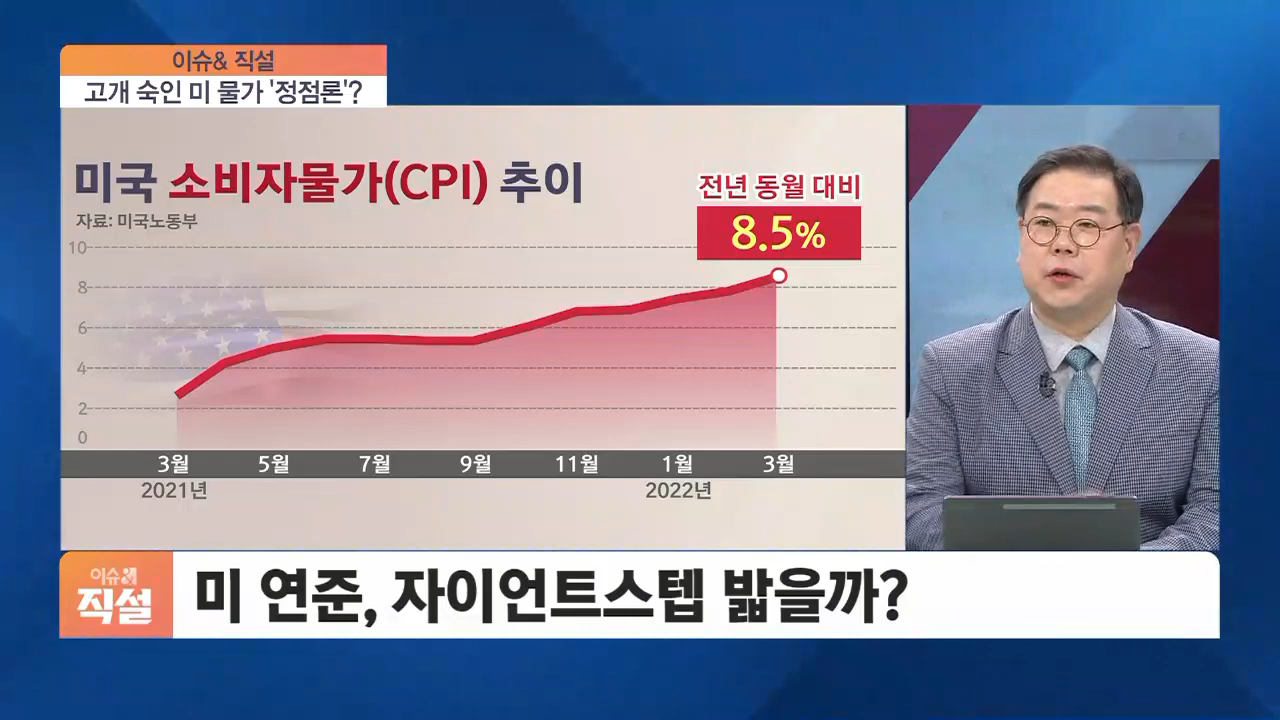 이슈& 직설
고개 숙인 미 물가 '정점론'?
미국 소비자물가(CPI) 추이
자료: 미국노동부
전년 동월 대비
8.5%
10
8
6
4
2
0
3월 5월 7월 9월 11월 1월 3월
2021년 2022년
이슈&
직설
미 연준, 자이언트스텝 밟을까?